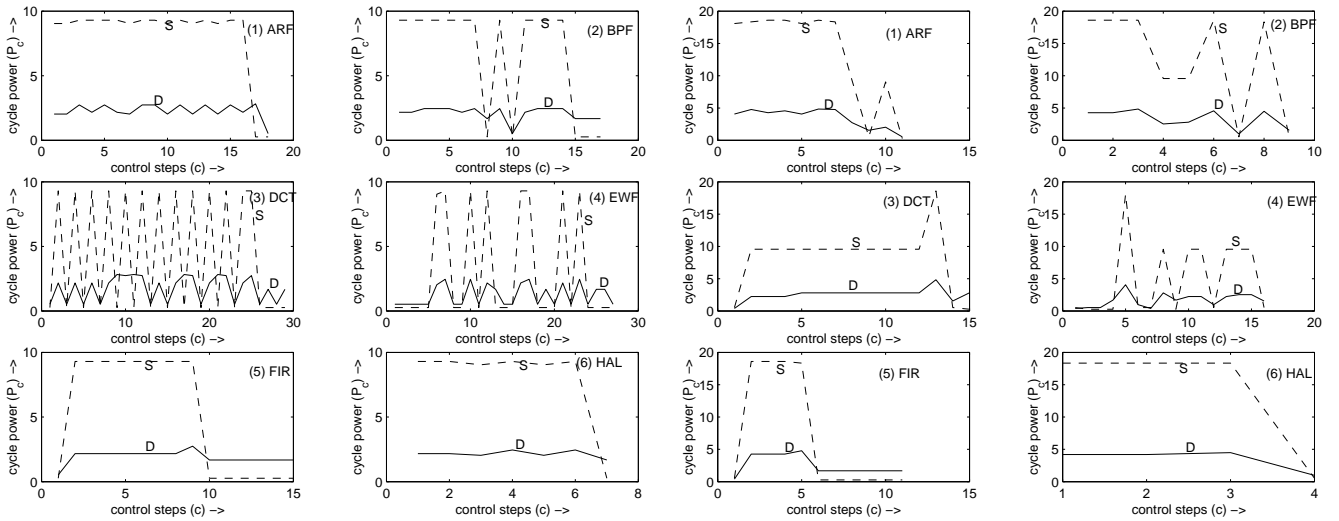 cycle power (P_c) –>
10
5
0
0 5 10 15 20
control steps (c) –>
S
D
(1) ARF
cycle power (P_c) –>
10
5
0
0 5 10 15 20
control steps (c) –>
S
D
(2) BPF
cycle power (P_c) –>
20
15
10
5
0
0 5 10 15
control steps (c) –>
S
D
(1) ARF
cycle power (P_c) –>
20
15
10
5
0
0 2 4 6 8 10
control steps (c) –>
S
D
(2) BPF
cycle power (P_c) –>
10
5
0
0 10 20 30
control steps (c) –>
(3) DCT
S
D
cycle power (P_c) –>
10
5
0
0 10 20 30
control steps (c) –>
(4) EWF
S
D
cycle power (P_c) –>
20
15
10
5
0
0 5 10 15
control steps (c) –>
(3) DCT
S
D
cycle power (P_c) –>
20
15
10
5
0
0 5 10 15 20
control steps (c) –>
(4) EWF
S
D
cycle power (P_c) –>
10
5
0
0 5 10 15
control steps (c) –>
S
(5) FIR
D
cycle power (P_c) –>
10
5
0
0 2 4 6 8
control steps (c) –>
S
(6) HAL
D
cycle power (P_c) –>
20
15
10
5
0
0 5 10 15
control steps (c) –>
S
(5) FIR
D
cycle power (P_c) –>
20
15
10
5
0
1 2 3 4
control steps (c) –>
S
(6) HAL
D